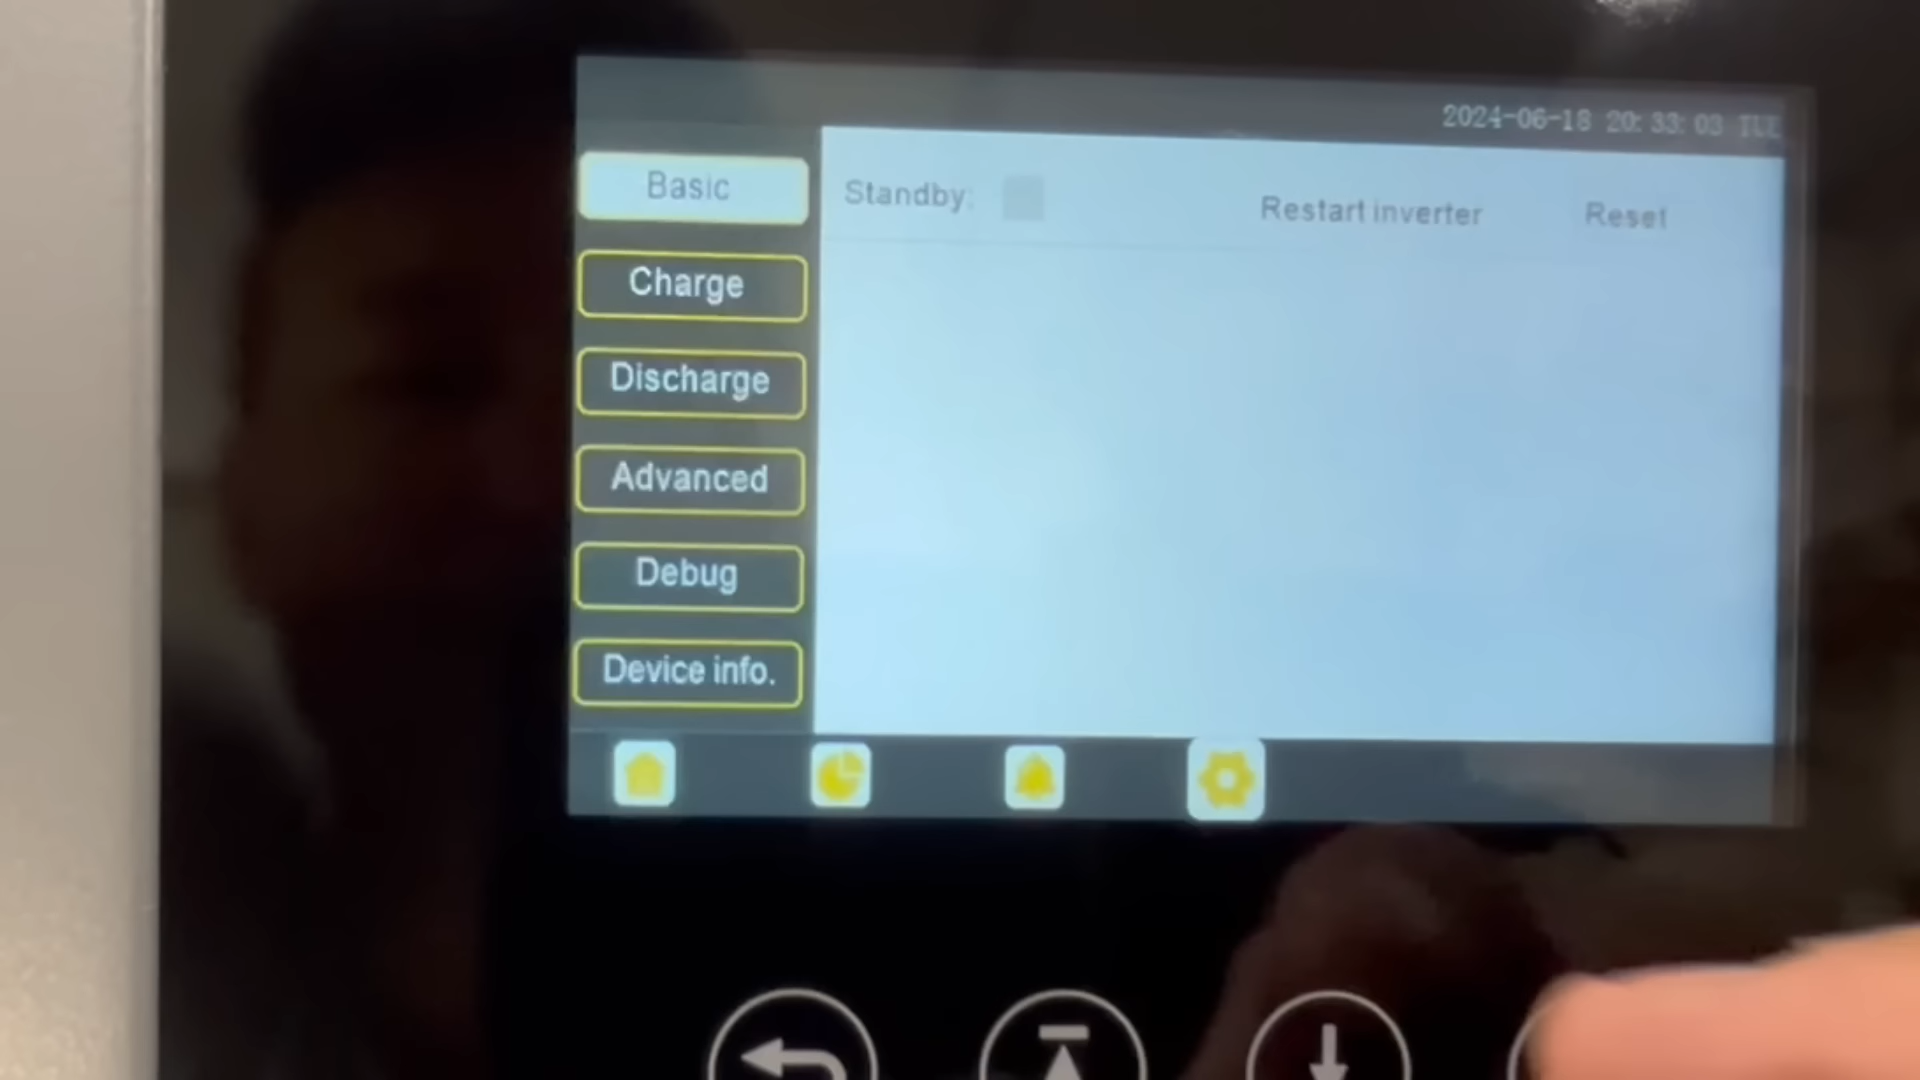 2024-06-18 20:33:03 TUE
Basic
Standby:
Restart inverter
Reset
Charge
Discharge
Advanced
Debug
Device info.